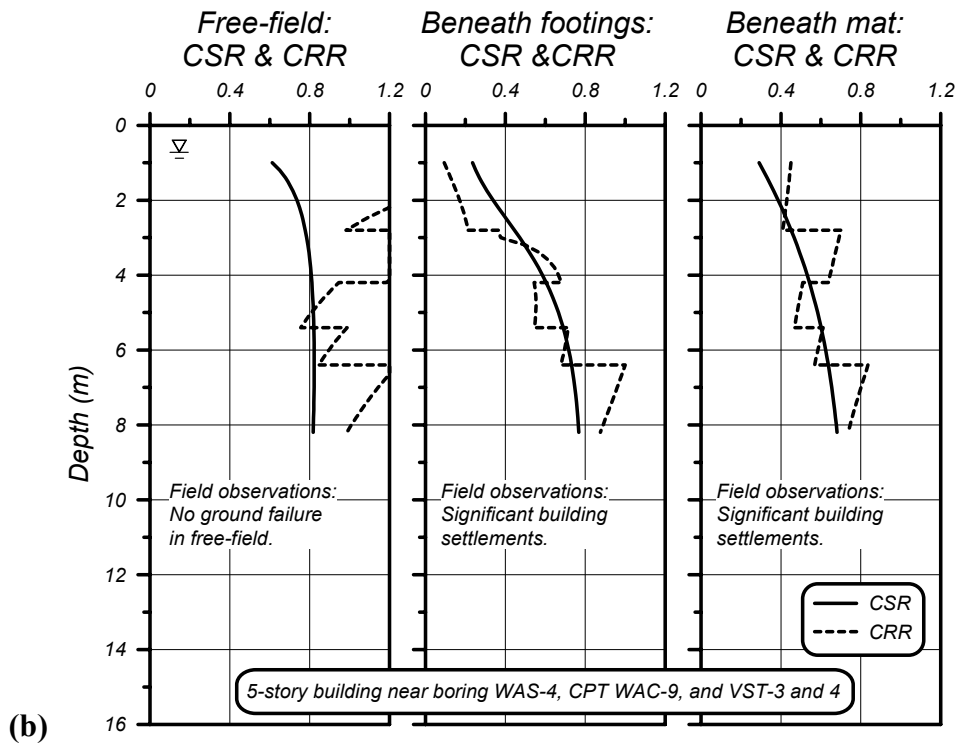 Free-field:
CSR & CRR
Beneath footings:
CSR &CRR
Beneath mat:
CSR & CRR
0 0.4 0.8 1.2
0 0.4 0.8 1.2
0 0.4 0.8 1.2
0
2
4
6
8
10
12
14
16
Depth (m)
Field observations:
No ground failure
in free-field.
Field observations:
Significant building
settlements.
Field observations:
Significant building
settlements.
CSR
CRR
5-story building near boring WAS-4, CPT WAC-9, and VST-3 and 4
(b)